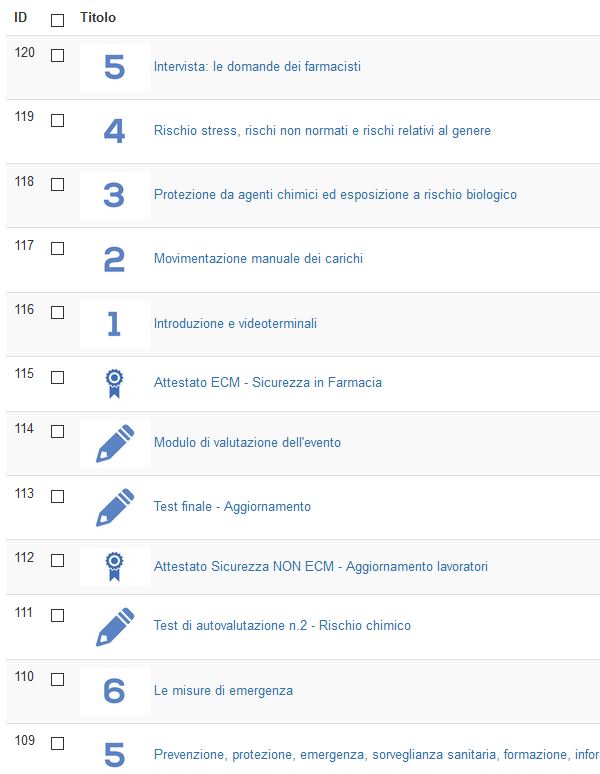 ID Titolo
120 5 Intervista: le domande dei farmacisti
119 4 Rischio stress, rischi non normati e rischi relativi al genere
118 3 Protezione da agenti chimici ed esposizione a rischio biologico
117 2 Movimentazione manuale dei carichi
116 1 Introduzione e videoterminali
115 Attestato ECM - Sicurezza in Farmacia
114 Modulo di valutazione dell'evento
113 Test finale - Aggiornamento
112 Attestato Sicurezza NON ECM - Aggiornamento lavoratori
111 Test di autovalutazione n.2 - Rischio chimico
110 6 Le misure di emergenza
109 5 Prevenzione, protezione, emergenza, sorveglianza sanitaria, formazione, infor